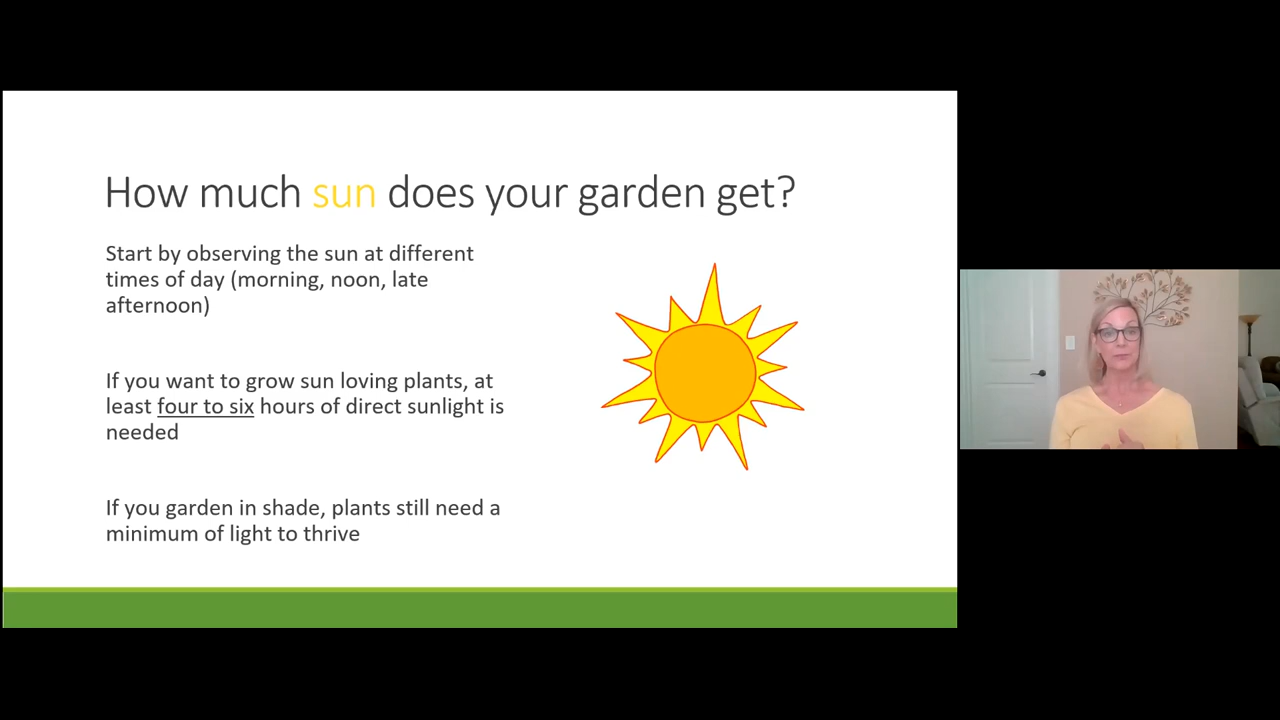 How much sun does your garden get?
Start by observing the sun at different
times of day (morning, noon, late
afternoon)
If you want to grow sun loving plants, at
least four to six hours of direct sunlight is
needed
If you garden in shade, plants still need a
minimum of light to thrive